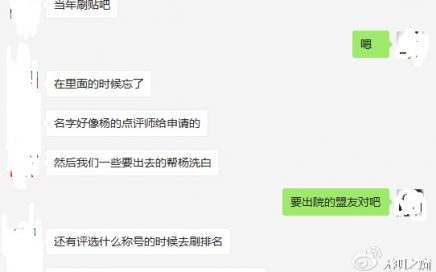 当年刷贴吧
嗯
在里面的时候忘了
名字好像杨的点评师给申请的
然后我们一些要出去的帮杨洗白
要出院的盟友对吧
还有评选什么称号的时候去刷排名